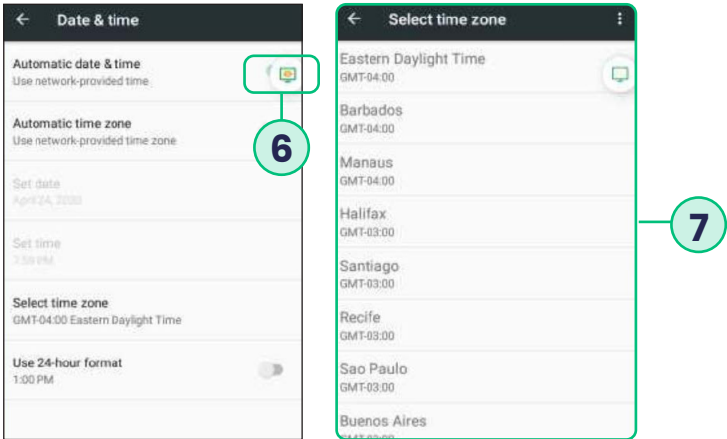 Date & time
Automatic date & time
Use network-provided time
Automatic time zone
Use network-provided time zone
Set date
April 24, 2020
Set time
Select time zone
GMT-04:00 Eastern Daylight Time
Use 24-hour format
1:00 PM
6
Select time zone
Eastern Daylight Time
GMT-04:00
Barbados
GMT-04:00
Manaus
GMT-04:00
Halifax
GMT-03:00
Santiago
GMT-03:00
Recife
GMT-03:00
Sao Paulo
GMT-03:00
Buenos Aires
GMT-03:00
7